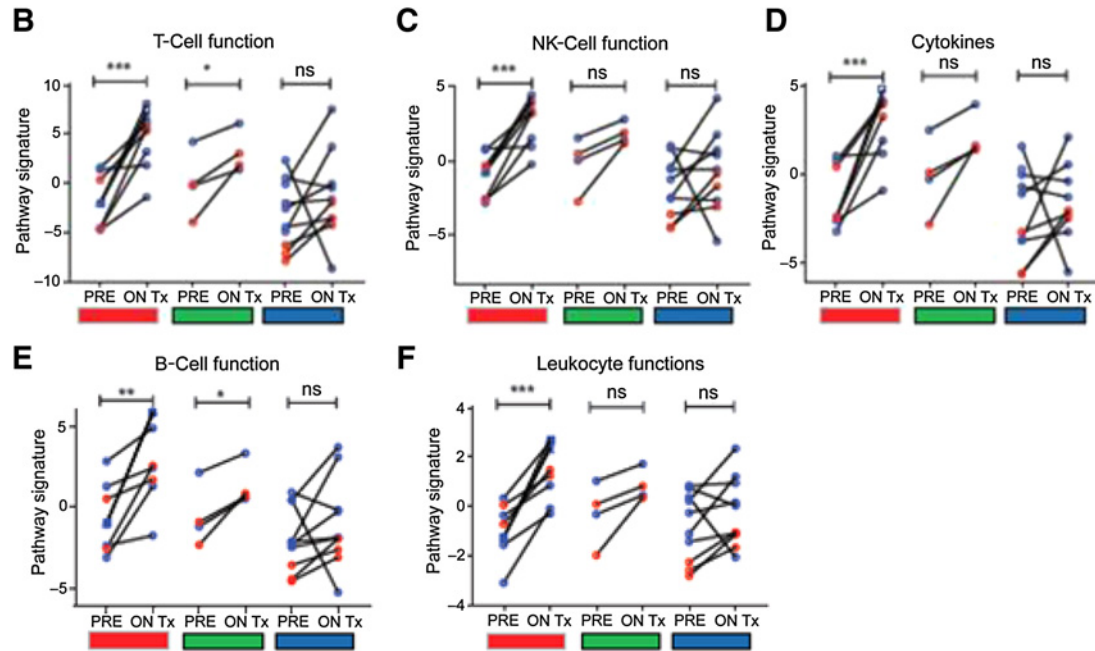 B
T-Cell function
*** * ns
Pathway signature
10
5
0
−5
−10
PRE ON Tx PRE ON Tx PRE ON Tx
C
NK-Cell function
*** ns ns
Pathway signature
5
0
−5
PRE ON Tx PRE ON Tx PRE ON Tx
D
Cytokines
*** ns ns
Pathway signature
5
0
−5
PRE ON Tx PRE ON Tx PRE ON Tx
E
B-Cell function
** * ns
Pathway signature
5
0
−5
PRE ON Tx PRE ON Tx PRE ON Tx
F
Leukocyte functions
*** ns ns
Pathway signature
4
2
0
−2
−4
PRE ON Tx PRE ON Tx PRE ON Tx